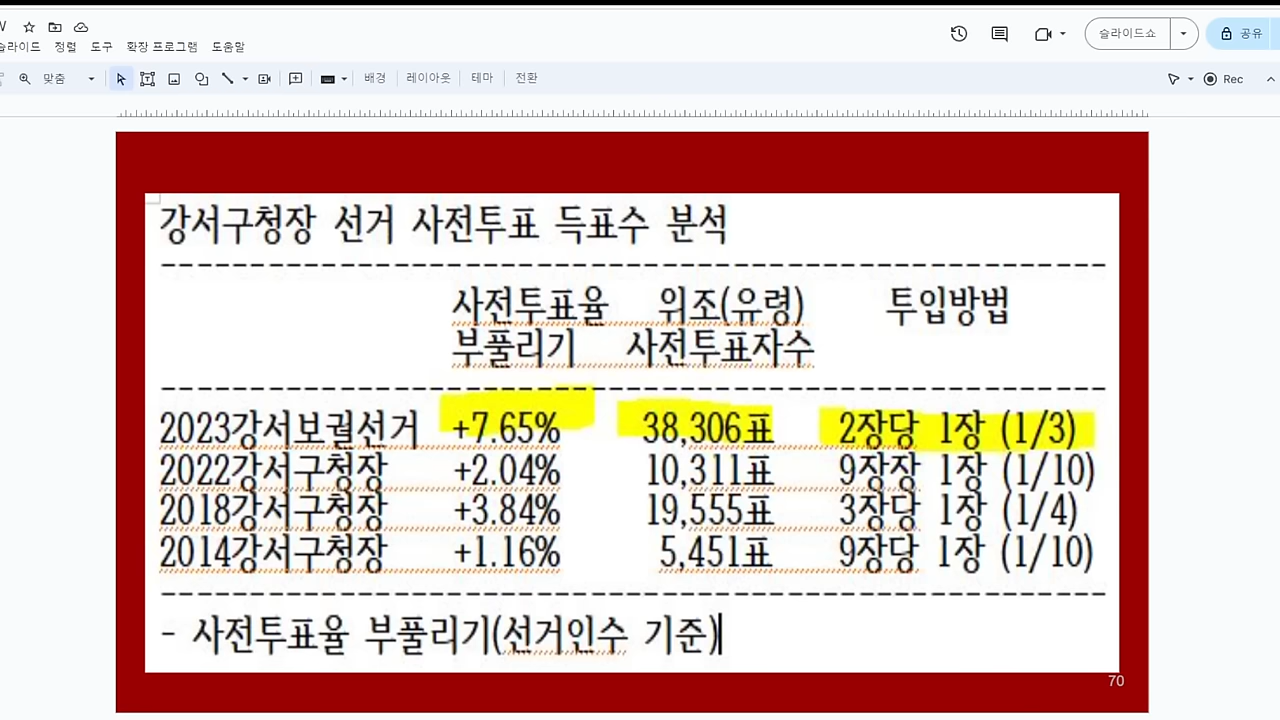 슬라이드 정렬 도구 확장 프로그램 도움말
슬라이드쇼
공유
맞춤
배경 레이아웃 테마 전환
Rec
강서구청장 선거 사전투표 득표수 분석
사전투표율 위조(유령) 투입방법
부풀리기 사전투표자수
2023강서보궐선거 +7.65% 38,306표 2장당 1장 (1/3)
2022강서구청장 +2.04% 10,311표 9장장 1장 (1/10)
2018강서구청장 +3.84% 19,555표 3장당 1장 (1/4)
2014강서구청장 +1.16% 5,451표 9장당 1장 (1/10)
- 사전투표율 부풀리기(선거인수 기준)
70